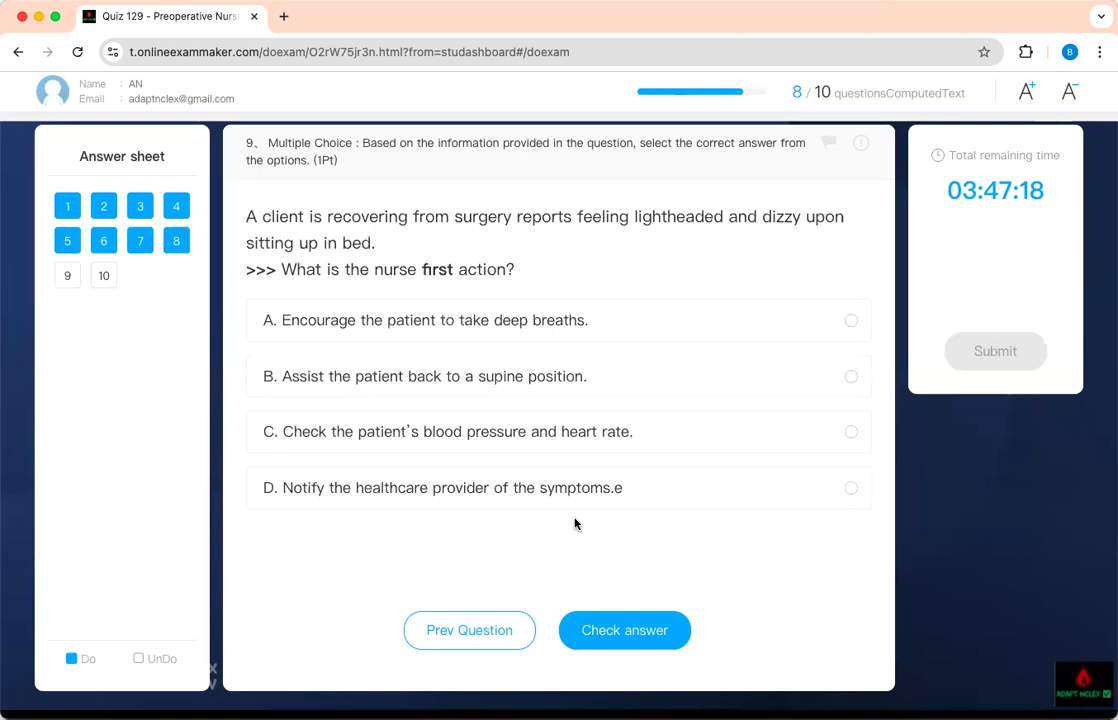 Quiz 129 - Preoperative Nurs
t.onlineexammaker.com/doexam/O2rW75jr3n.html?from=studashboard#/doexam
B
Name : AN
Email : adaptnclex@gmail.com
8 / 10 questionsComputedText
A+ A−
Answer sheet
1 2 3 4
5 6 7 8
9 10
Do UnDo
9、 Multiple Choice : Based on the information provided in the question, select the correct answer from
the options. (1Pt)
A client is recovering from surgery reports feeling lightheaded and dizzy upon
sitting up in bed.
>>> What is the nurse first action?
A. Encourage the patient to take deep breaths.
B. Assist the patient back to a supine position.
C. Check the patient's blood pressure and heart rate.
D. Notify the healthcare provider of the symptoms.e
Prev Question Check answer
Total remaining time
03:47:18
Submit
ADAPT NCLEX